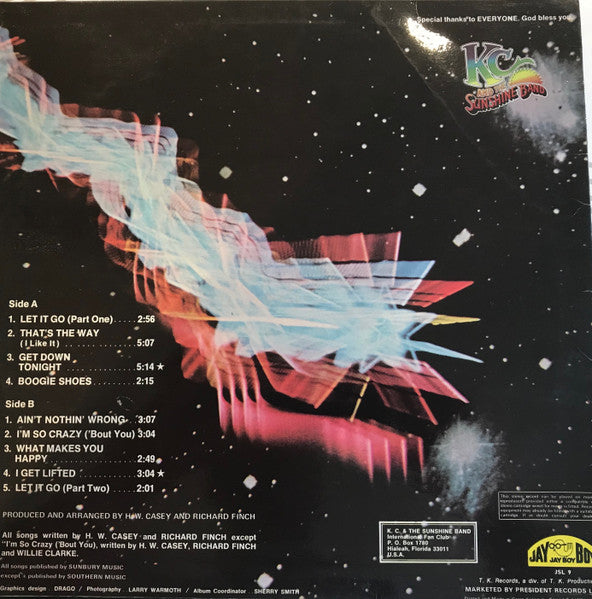 Special thanks to EVERYONE. God bless you.
KC
AND THE
SUNSHINE BAND
Side A
1. LET IT GO (Part One) ..... 2:56
2. THAT'S THE WAY
(I Like It) ................ 5:07
3. GET DOWN
TONIGHT ................ 5:14 ★
4. BOOGIE SHOES ........ 2:15
Side B
1. AIN'T NOTHIN' WRONG . 3:07
2. I'M SO CRAZY ('Bout You) 3:04
3. WHAT MAKES YOU
HAPPY .................. 2:49
4. I GET LIFTED .......... 3:04 ★
5. LET IT GO (Part Two) .... 2:01
PRODUCED AND ARRANGED BY H.W. CASEY AND RICHARD FINCH
All songs written by H. W. CASEY and RICHARD FINCH except
"I'm So Crazy ('Bout You), written by H. W. CASEY, RICHARD FINCH
and WILLIE CLARKE.
All songs published by SUNBURY MUSIC
except ★ published by SOUTHERN MUSIC
Graphics design : DRAGO / Photography : LARRY WARMOTH / Album Coordinator : SHERRY SMITH
K. C. & THE SUNSHINE BAND
International Fan Club
P. O. Box 1780
Hialeah, Florida 33011
U.S.A.
JAY BOY
JAY BOY
JSL 9
T. K. Records, a div. of T. K. Productio
MARKETED BY PRESIDENT RECORDS L